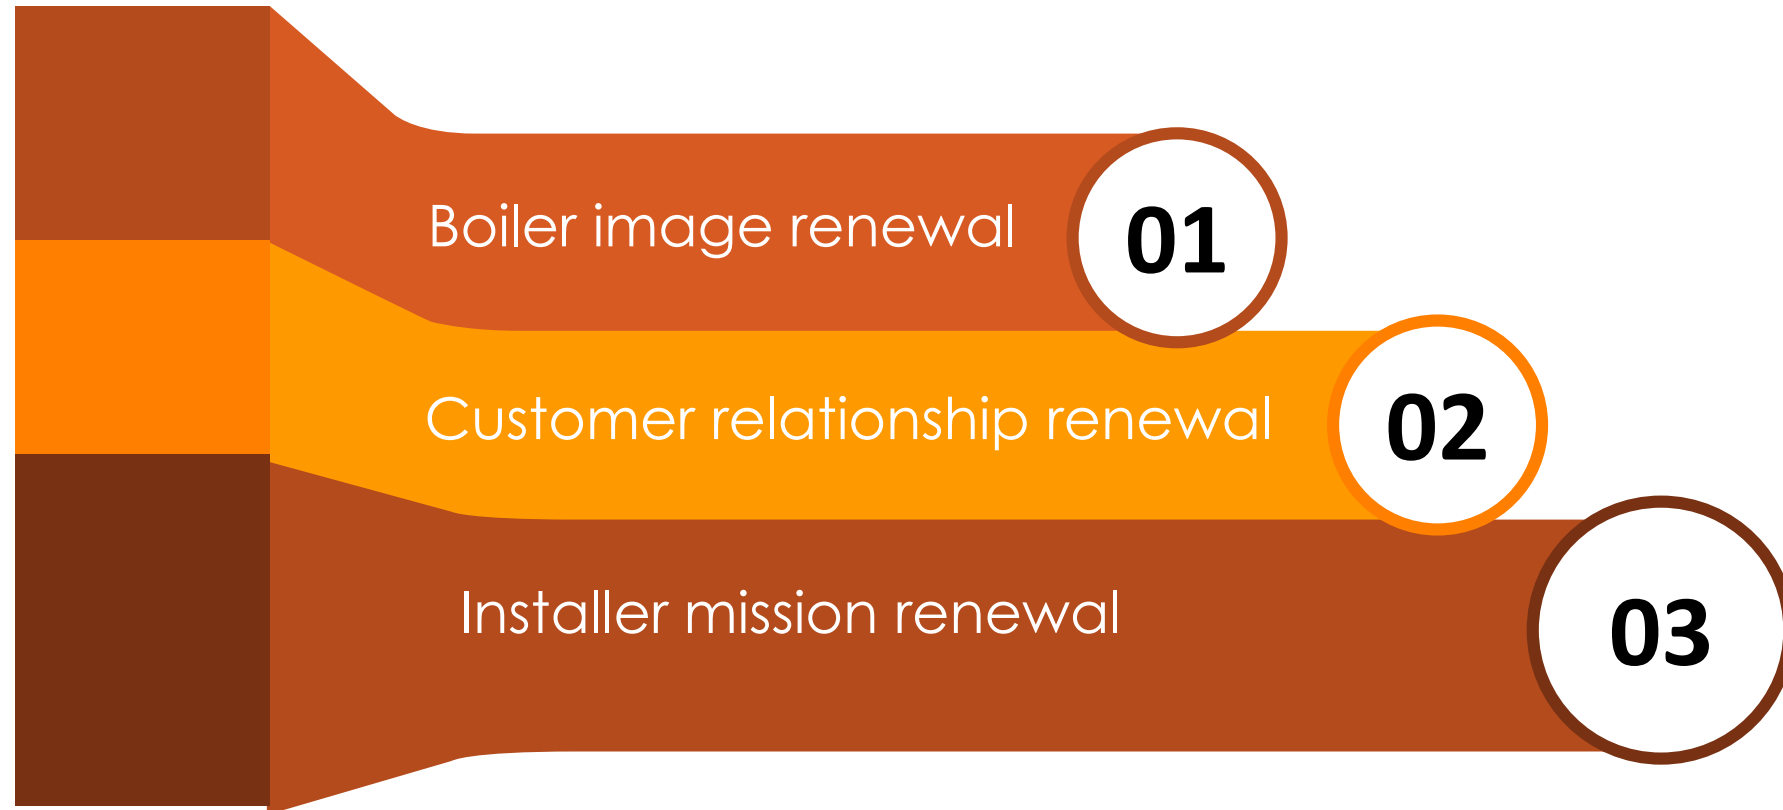 Boiler image renewal
01
Customer relationship renewal
02
Installer mission renewal
03